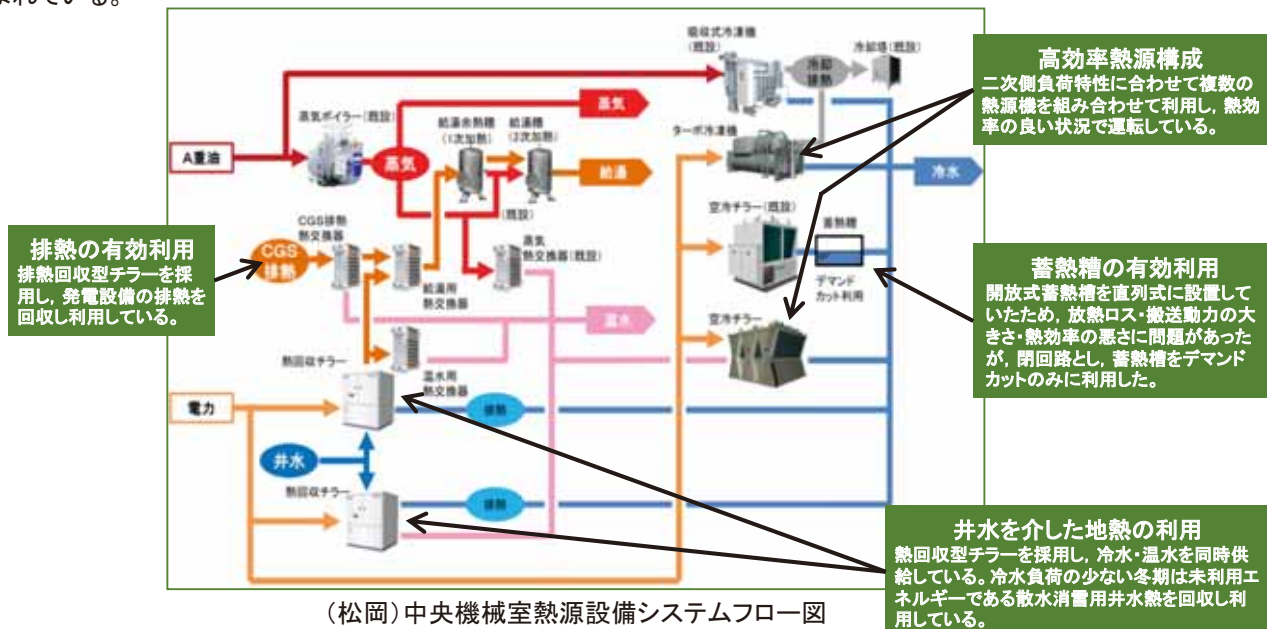 まれている。
吸収式冷凍機
(既設)
冷却塔(既設)
冷却
排熱
蒸気
蒸気ボイラー(既設)
給湯余熱槽
(1次加熱)
給湯槽
(2次加熱)
ターボ冷凍機
A重油
蒸気
給湯
冷水
(既設)
CGS排熱
熱交換器
空冷チラー(既設)
蓄熱槽
CGS
排熱
蒸気
熱交換器(既設)
給湯用
熱交換器
デマンド
カット利用
温水
空冷チラー
熱回収チラー
温水用
熱交換器
電力
排熱
井水
熱回収チラー
排熱
高効率熱源構成
二次側負荷特性に合わせて複数の
熱源機を組み合わせて利用し,熱効
率の良い状況で運転している。
排熱の有効利用
排熱回収型チラーを採
用し,発電設備の排熱を
回収し利用している。
蓄熱糟の有効利用
開放式蓄熱槽を直列式に設置して
いたため,放熱ロス・搬送動力の大
きさ・熱効率の悪さに問題があった
が,閉回路とし,蓄熱槽をデマンド
カットのみに利用した。
井水を介した地熱の利用
熱回収型チラーを採用し,冷水・温水を同時供
給している。冷水負荷の少ない冬期は未利用エ
ネルギーである散水消雪用井水熱を回収し利
用している。
(松岡)中央機械室熱源設備システムフロー図